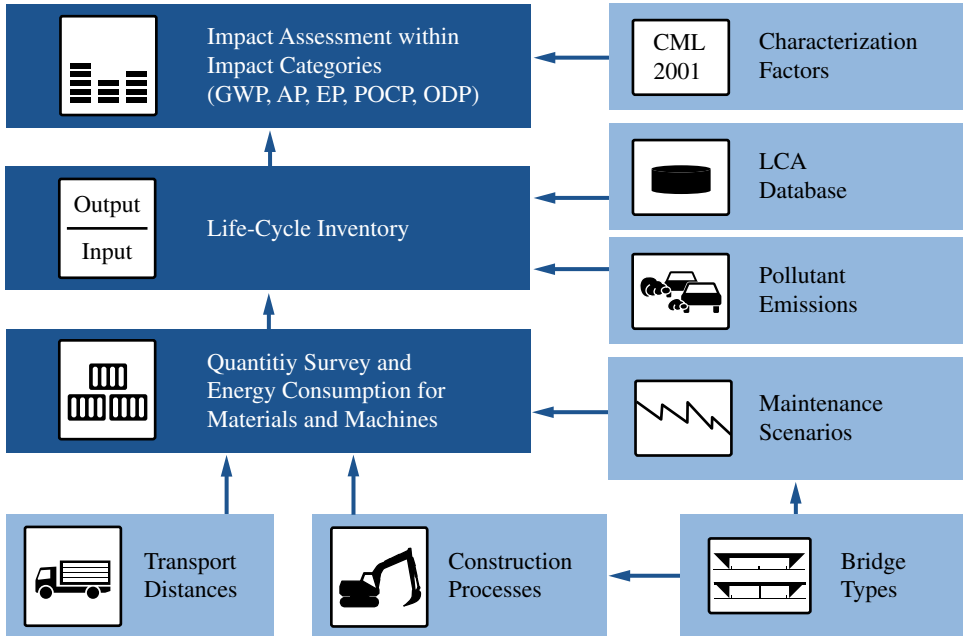 Impact Assessment within
Impact Categories
(GWP, AP, EP, POCP, ODP)
CML
2001
Characterization
Factors
Output
Input
Life-Cycle Inventory
LCA
Database
Pollutant
Emissions
Quantitiy Survey and
Energy Consumption for
Materials and Machines
Maintenance
Scenarios
Transport
Distances
Construction
Processes
Bridge
Types